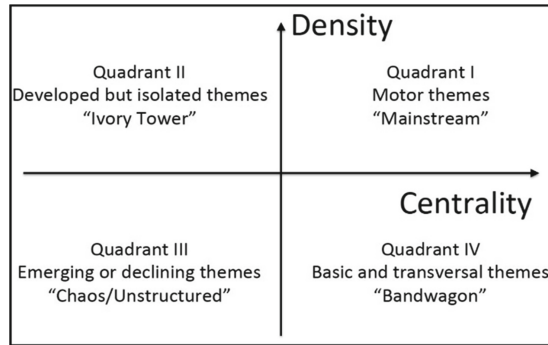 Density
Quadrant II
Developed but isolated themes
“Ivory Tower”
Quadrant I
Motor themes
“Mainstream”
Centrality
Quadrant III
Emerging or declining themes
“Chaos/Unstructured”
Quadrant IV
Basic and transversal themes
“Bandwagon”